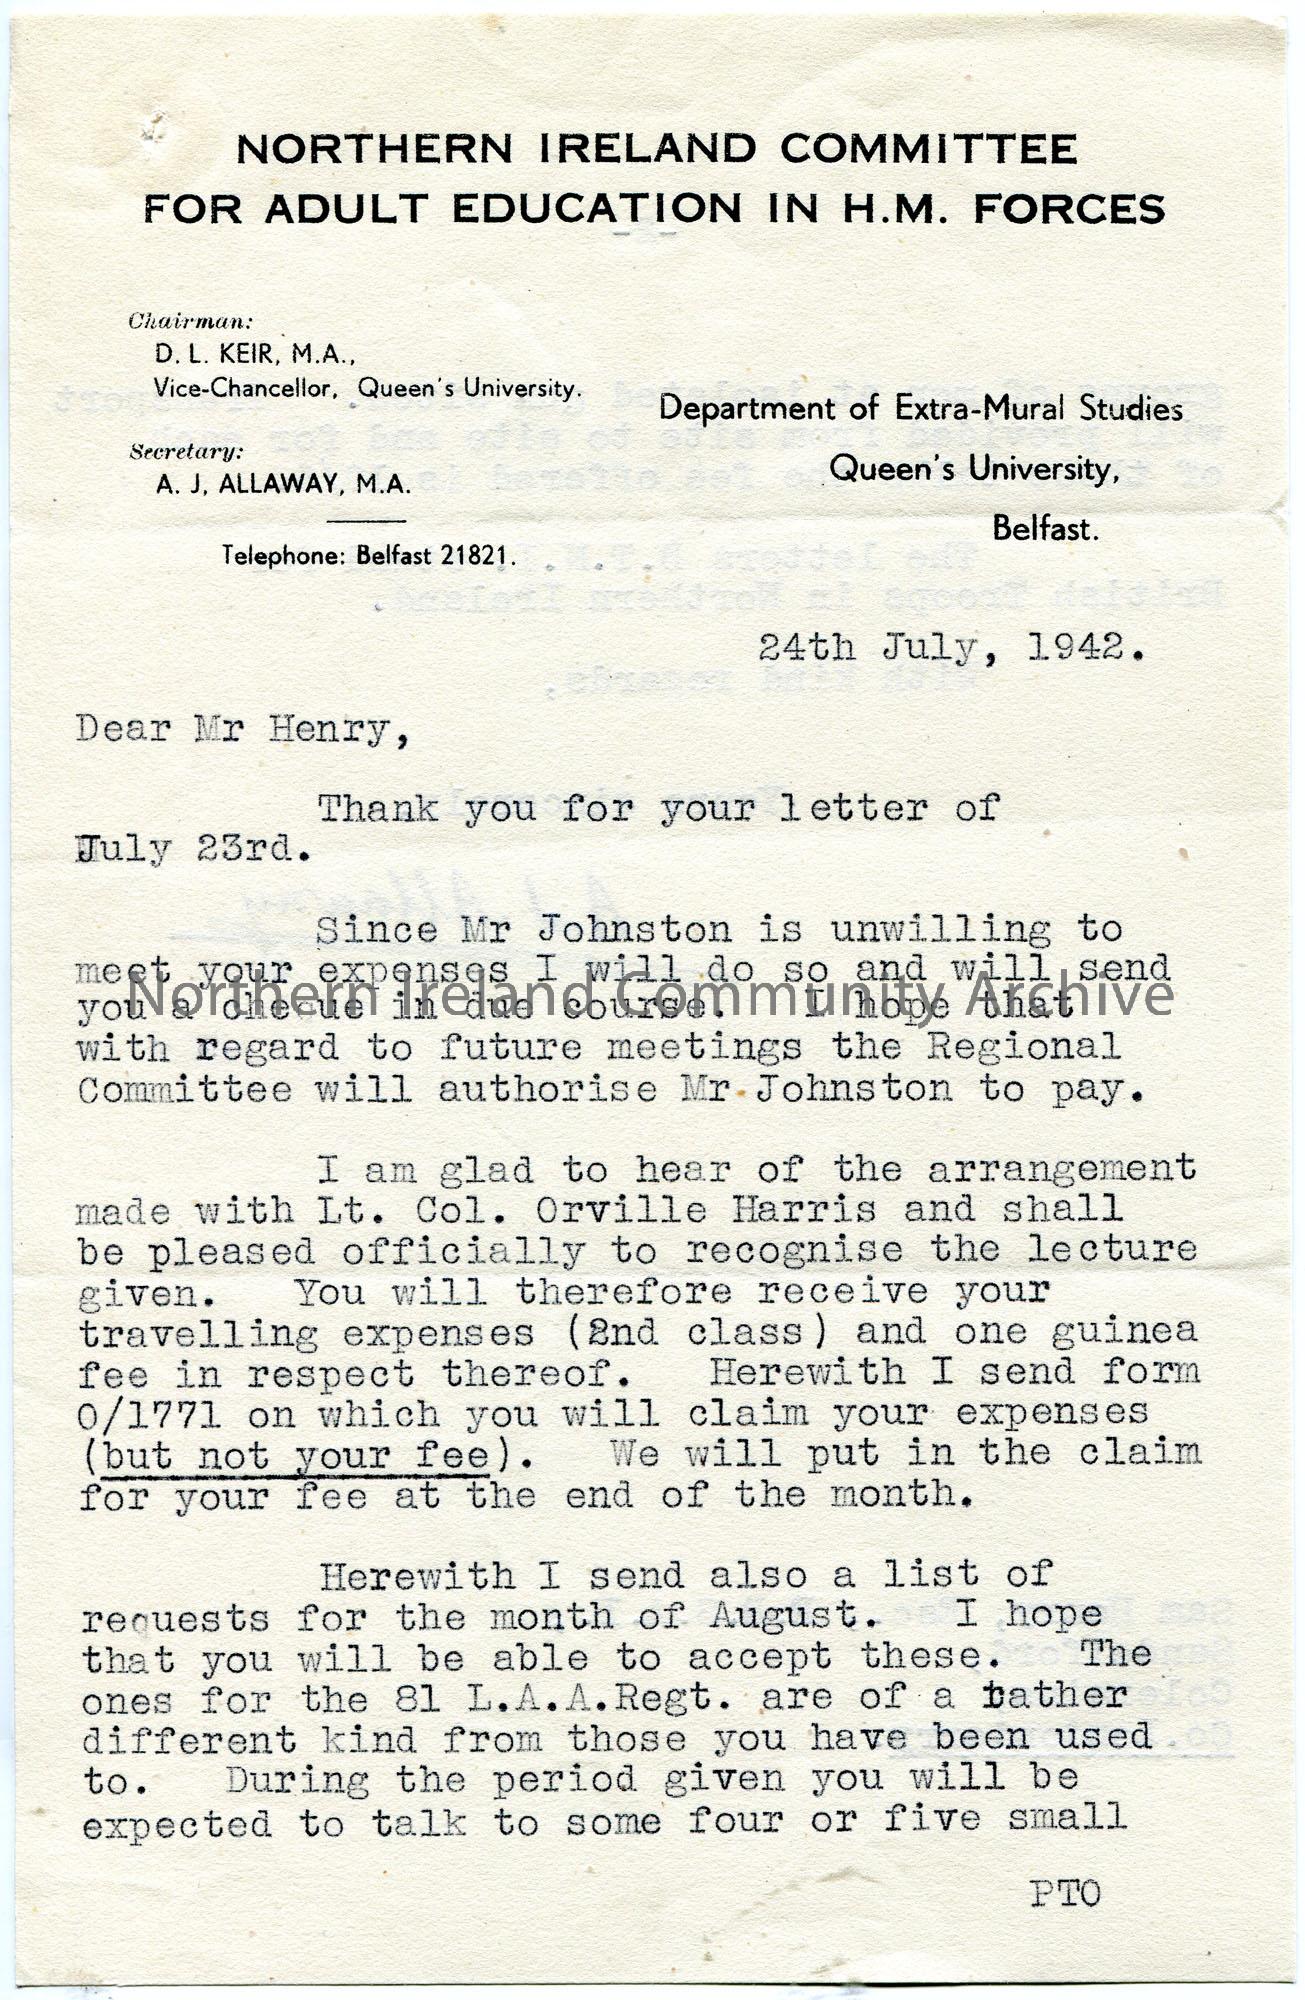 NORTHERN IRELAND COMMITTEE
FOR ADULT EDUCATION IN H.M. FORCES
Chairman:
D. L. KEIR, M.A.,
Vice-Chancellor, Queen's University.
Secretary:
A. J. ALLAWAY, M.A.
Telephone: Belfast 21821.
Department of Extra-Mural Studies
Queen's University,
Belfast.
24th July, 1942.
Dear Mr Henry,
Thank you for your letter of
July 23rd.
Since Mr Johnston is unwilling to
meet your expenses I will do so and will send
you a cheque in due course. I hope that
Northern Ireland Community Archive
with regard to future meetings the Regional
Committee will authorise Mr Johnston to pay.
I am glad to hear of the arrangement
made with Lt. Col. Orville Harris and shall
be pleased officially to recognise the lecture
given. You will therefore receive your
travelling expenses (2nd class) and one guinea
fee in respect thereof. Herewith I send form
O/1771 on which you will claim your expenses
(but not your fee). We will put in the claim
for your fee at the end of the month.
Herewith I send also a list of
requests for the month of August. I hope
that you will be able to accept these. The
ones for the 81 L.A.A.Regt. are of a rather
different kind from those you have been used
to. During the period given you will be
expected to talk to some four or five small
PTO